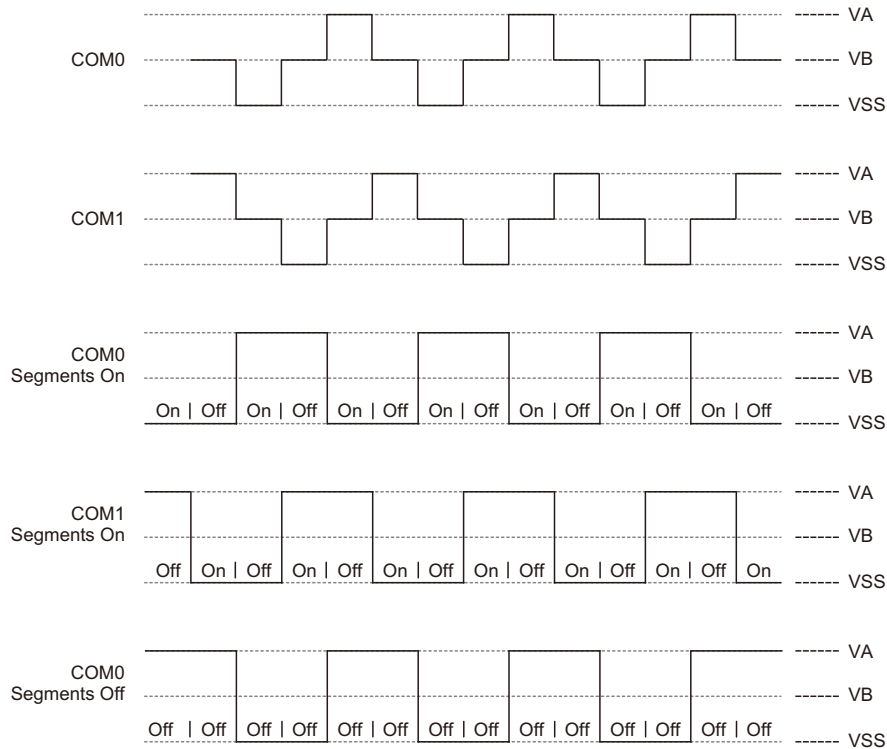 VA
COM0
VB
VSS
VA
COM1
VB
VSS
VA
COM0
Segments On
VB
On | Off | On | Off | On | Off | On | Off | On | Off | On | Off | On | Off
VSS
VA
COM1
Segments On
VB
Off | On | Off | On | Off | On | Off | On | Off | On | Off | On | Off | On
VSS
VA
COM0
Segments Off
VB
Off | Off | Off | Off | Off | Off | Off | Off | Off | Off | Off | Off | Off | Off
VSS